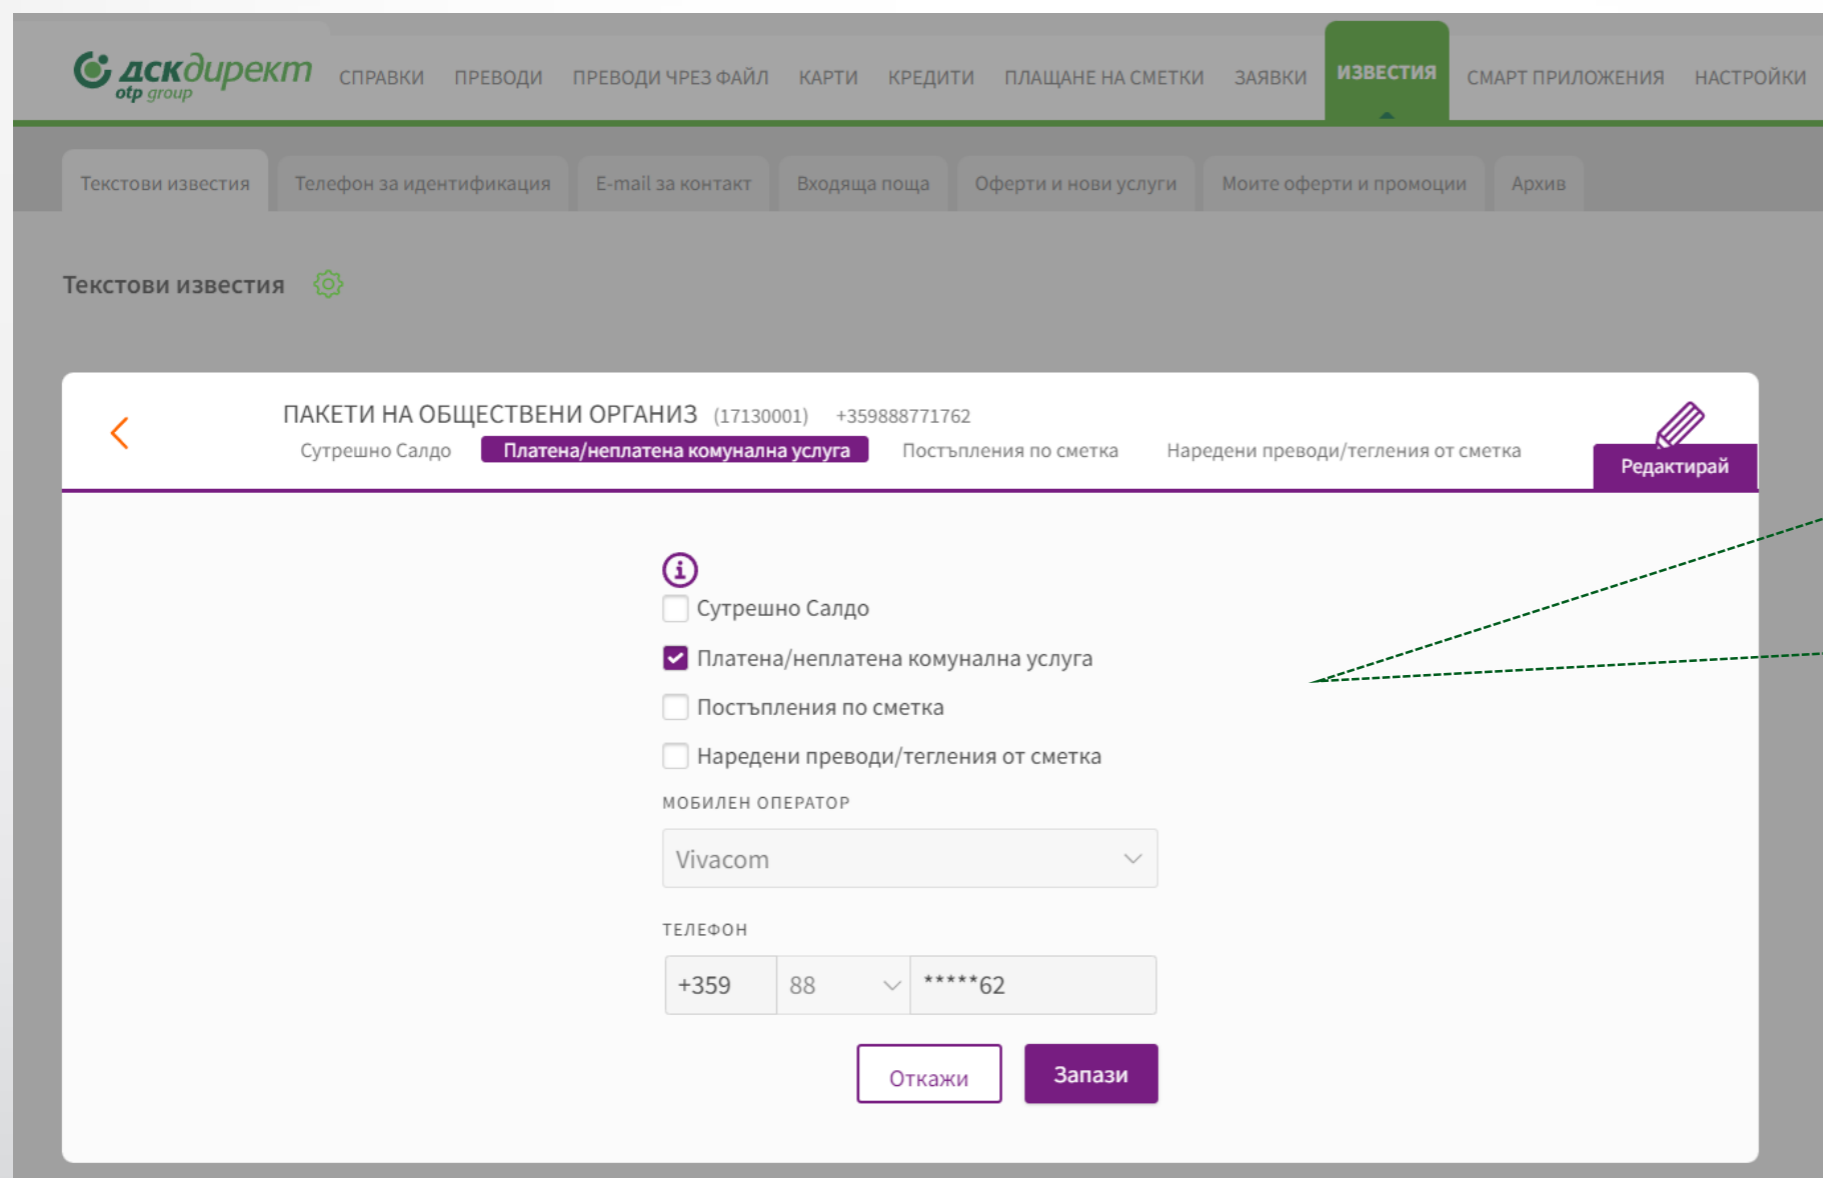 дскдирект
otp group
СПРАВКИ ПРЕВОДИ ПРЕВОДИ ЧРЕЗ ФАЙЛ КАРТИ КРЕДИТИ ПЛАЩАНЕ НА СМЕТКИ ЗАЯВКИ ИЗВЕСТИЯ СМАРТ ПРИЛОЖЕНИЯ НАСТРОЙКИ
Текстови известия Телефон за идентификация E-mail за контакт Входяща поща Оферти и нови услуги Моите оферти и промоции Архив
Текстови известия
ПАКЕТИ НА ОБЩЕСТВЕНИ ОРГАНИЗ (17130001) +359888771762
Сутрешно Салдо Платена/неплатена комунална услуга Постъпления по сметка Наредени преводи/тегления от сметка
Редактирай
Сутрешно Салдо
Платена/неплатена комунална услуга
Постъпления по сметка
Наредени преводи/тегления от сметка
МОБИЛЕН ОПЕРАТОР
Vivacom
ТЕЛЕФОН
+359 88 *****62
Откажи Запази